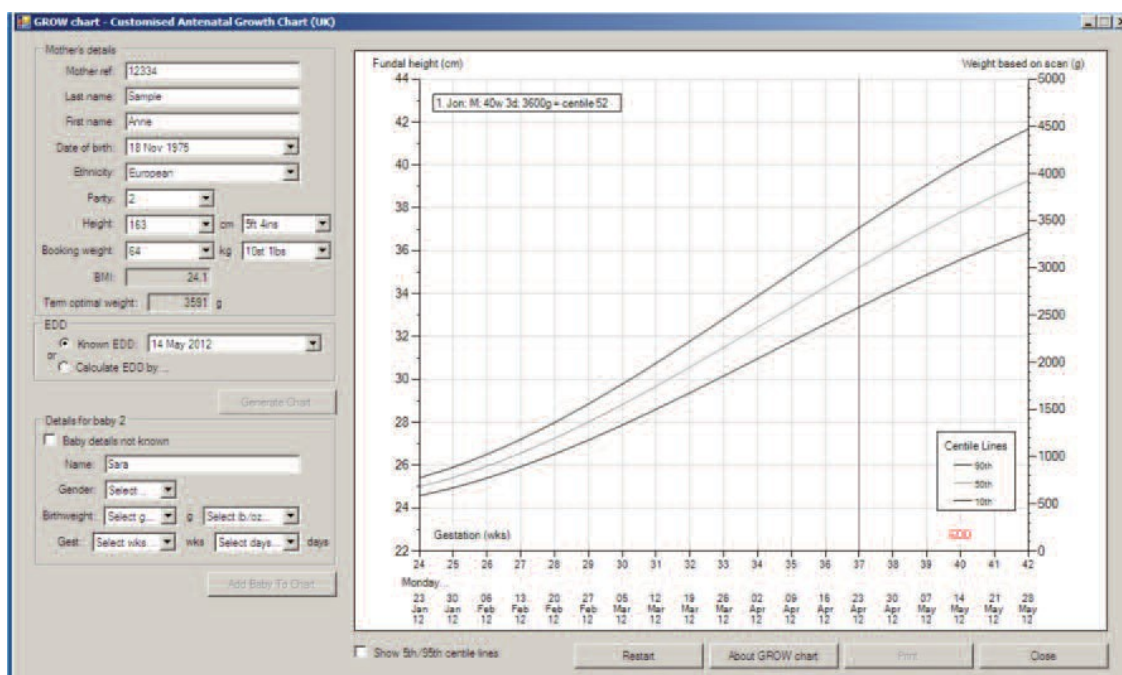 GROW chart - Customised Antenatal Growth Chart (UK)
Mother's details
Mother ref: 12334
Last name: Sample
First name: Anne
Date of birth: 18 Nov 1975
Ethnicity: European
Parity: 2
Height: 163 cm 5ft 4ins
Booking weight: 64 kg 10st 1lbs
BMI: 24.1
Term optimal weight: 3591 g
EDD
Known EDD: 14 May 2012
or
Calculate EDD by...
Generate Chart
Details for baby 2
Baby details not known
Name: Sara
Gender: Select...
Birthweight: Select g... g Select lb/oz...
Gest: Select wks... wks Select days... days
Add Baby To Chart
Fundal height (cm)
Weight based on scan (g)
1. Jon: M: 40w 3d: 3600g = centile 52
44
42
40
38
36
34
32
30
28
26
24
22
5000
4500
4000
3500
3000
2500
2000
1500
1000
500
0
Centile Lines
90th
50th
10th
Gestation (wks)
EDD
24 25 26 27 28 29 30 31 32 33 34 35 36 37 38 39 40 41 42
Monday...
23 30 06 13 20 27 05 12 19 26 02 09 16 23 30 07 14 21 28
Jan Jan Feb Feb Feb Feb Mar Mar Mar Mar Apr Apr Apr Apr Apr May May May May
12 12 12 12 12 12 12 12 12 12 12 12 12 12 12 12 12 12 12
Show 5th/95th centile lines
Restart
About GROW chart
Print
Close